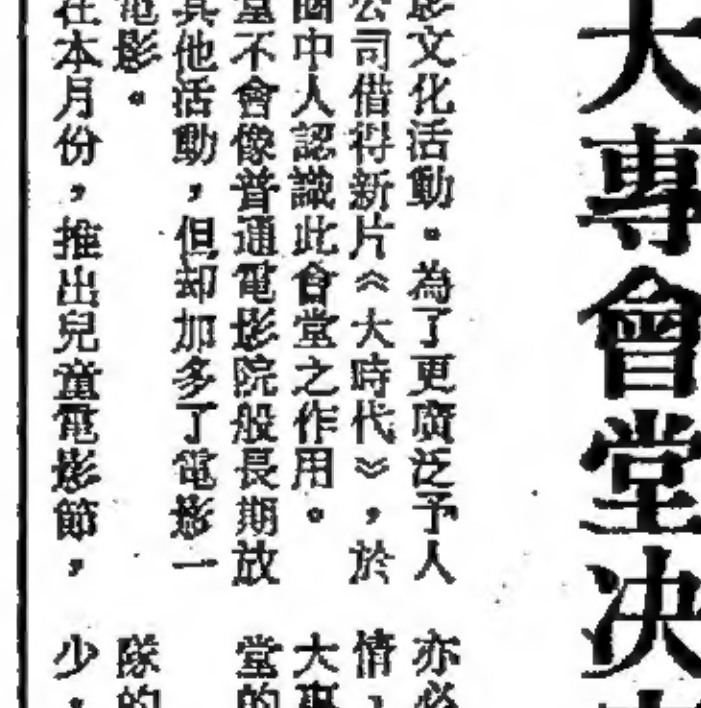 大專會堂决
影文化活動。為了更廣泛予人
公司借得新片《大時代》，於
圈中人認識此會堂之作用。
堂不會像普通電影院般長期放
其他活動，但却加多了電影一
電影。
在本月份，推出兒童電影節，
亦必
情，
大專
堂的
隊的
少，